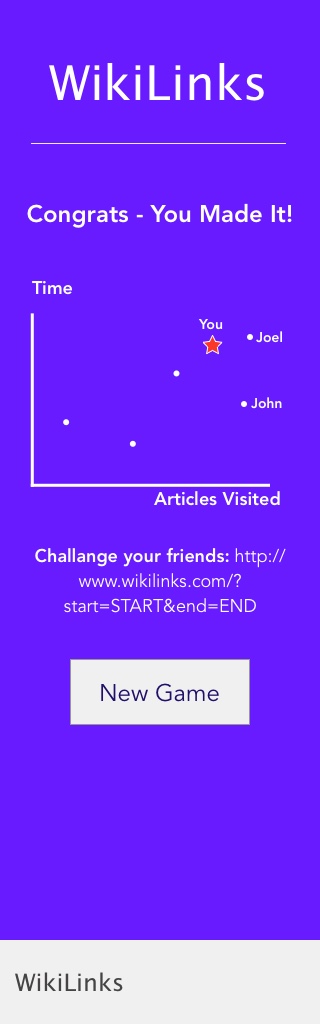 WikiLinks
Congrats - You Made It!
Time
You
Joel
John
Articles Visited
Challange your friends: http://
www.wikilinks.com/?
start=START&end=END
New Game
WikiLinks